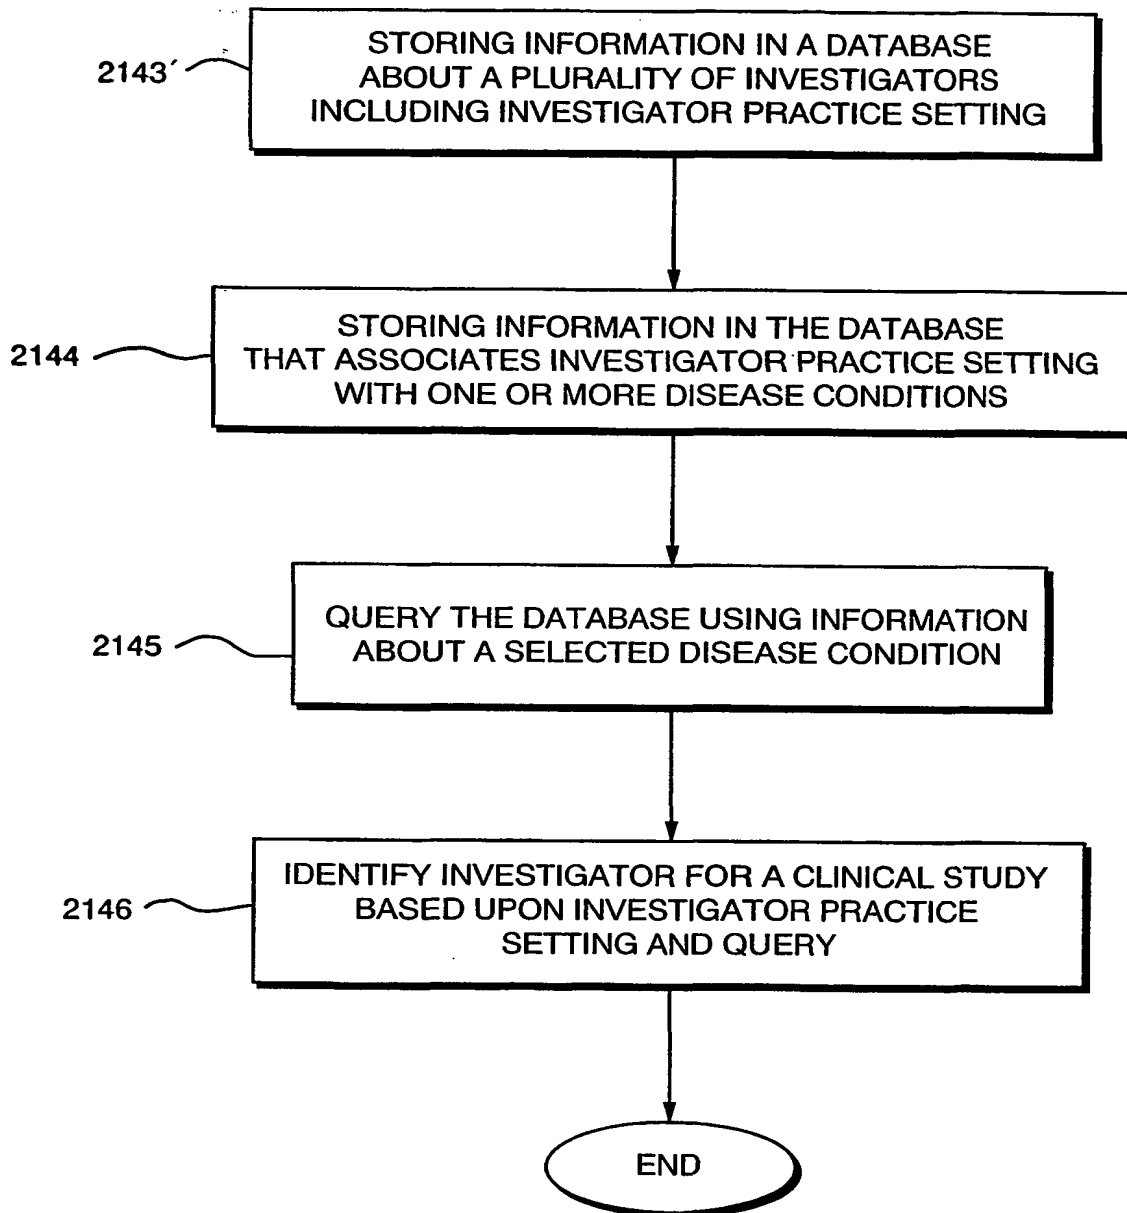 2143′
STORING INFORMATION IN A DATABASE
ABOUT A PLURALITY OF INVESTIGATORS
INCLUDING INVESTIGATOR PRACTICE SETTING
2144
STORING INFORMATION IN THE DATABASE
THAT ASSOCIATES INVESTIGATOR PRACTICE SETTING
WITH ONE OR MORE DISEASE CONDITIONS
2145
QUERY THE DATABASE USING INFORMATION
ABOUT A SELECTED DISEASE CONDITION
2146
IDENTIFY INVESTIGATOR FOR A CLINICAL STUDY
BASED UPON INVESTIGATOR PRACTICE
SETTING AND QUERY
END